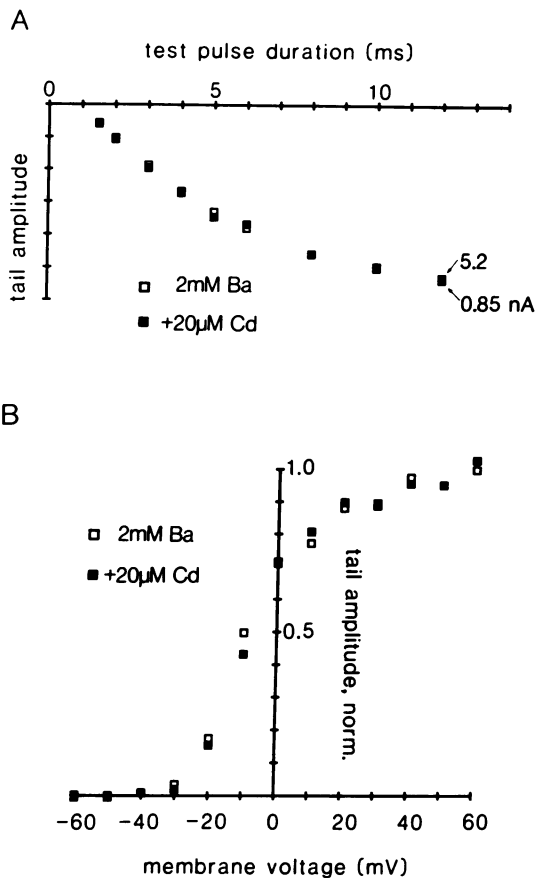 A
test pulse duration (ms)
0 5 10
tail amplitude
5.2
2mM Ba
0.85 nA
+20µM Cd
B
1.0
2mM Ba
+20µM Cd
tail amplitude, norm.
0.5
-60 -40 -20 0 20 40 60
membrane voltage (mV)